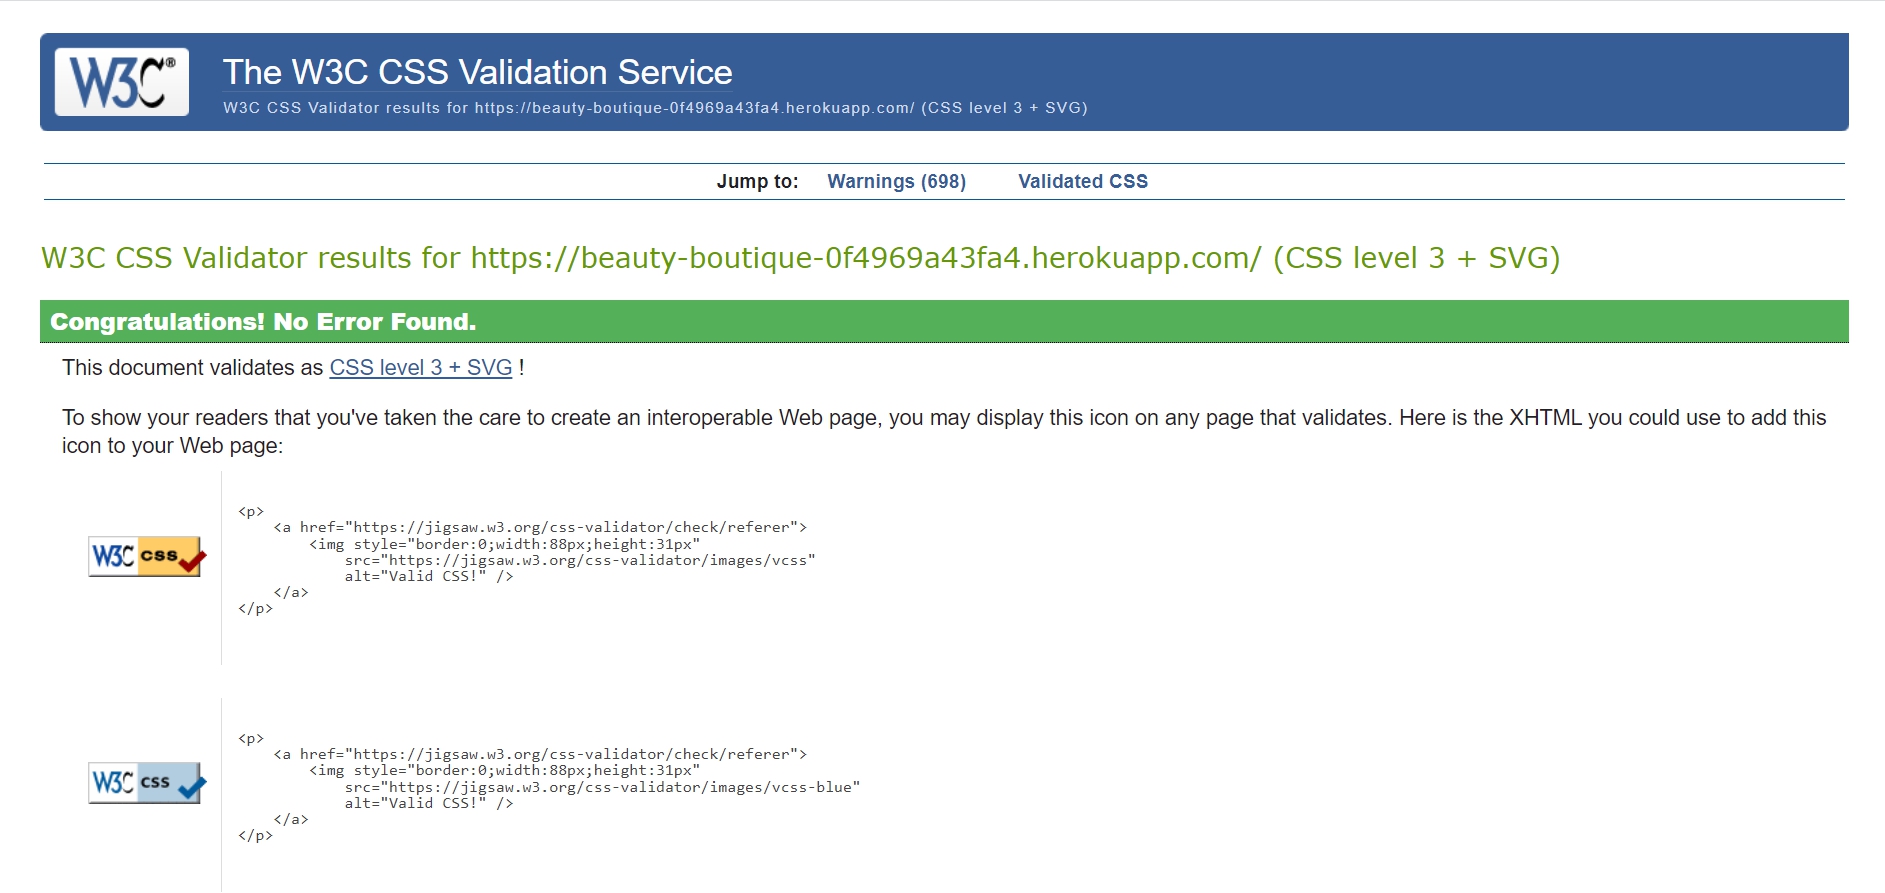 W3C®
The W3C CSS Validation Service
W3C CSS Validator results for https://beauty-boutique-0f4969a43fa4.herokuapp.com/ (CSS level 3 + SVG)
Jump to: Warnings (698) Validated CSS
W3C CSS Validator results for https://beauty-boutique-0f4969a43fa4.herokuapp.com/ (CSS level 3 + SVG)
Congratulations! No Error Found.
This document validates as CSS level 3 + SVG !
To show your readers that you've taken the care to create an interoperable Web page, you may display this icon on any page that validates. Here is the XHTML you could use to add this
icon to your Web page:
<p>
<a href="https://jigsaw.w3.org/css-validator/check/referer">
<img style="border:0;width:88px;height:31px"
W3C css
src="https://jigsaw.w3.org/css-validator/images/vcss"
alt="Valid CSS!" />
</a>
</p>
<p>
<a href="https://jigsaw.w3.org/css-validator/check/referer">
<img style="border:0;width:88px;height:31px"
W3C css
src="https://jigsaw.w3.org/css-validator/images/vcss-blue"
alt="Valid CSS!" />
</a>
</p>